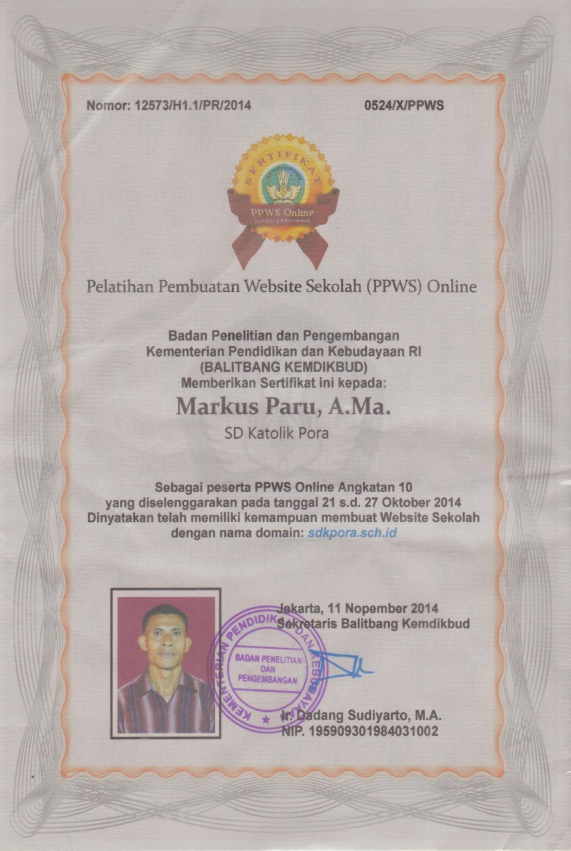 Nomor: 12573/H1.1/PR/2014
0524/X/PPWS
SERTIFIKAT
PPWS Online
Pelatihan Pembuatan Website Sekolah (PPWS) Online
Badan Penelitian dan Pengembangan
Kementerian Pendidikan dan Kebudayaan RI
(BALITBANG KEMDIKBUD)
Memberikan Sertifikat ini kepada:
Markus Paru, A.Ma.
SD Katolik Pora
Sebagai peserta PPWS Online Angkatan 10
yang diselenggarakan pada tanggal 21 s.d. 27 Oktober 2014
Dinyatakan telah memiliki kemampuan membuat Website Sekolah
dengan nama domain: sdkpora.sch.id
Jakarta, 11 Nopember 2014
Sekretaris Balitbang Kemdikbud
KEMENTERIAN PENDIDIKAN DAN KEBUDAYAAN
BADAN PENELITIAN
DAN
PENGEMBANGAN
Ir. Dadang Sudiyarto, M.A.
NIP. 195909301984031002